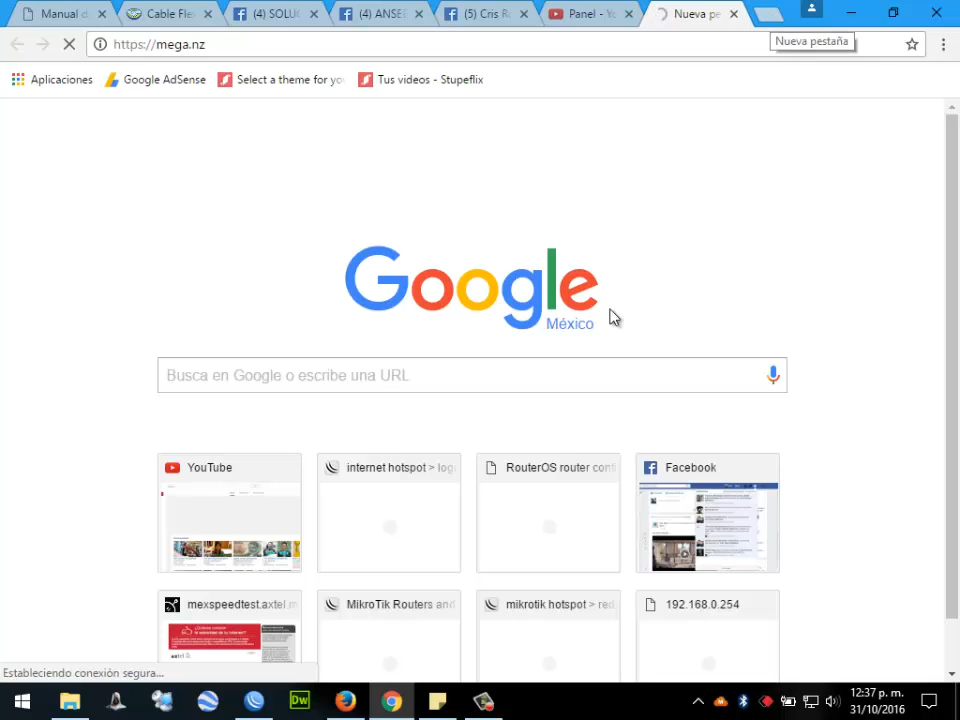 Manual d
Cable Fle
(4) SOLU
(4) ANSE
(5) Cris R
Panel - Yo
Nueva pe
https://mega.nz
Nueva pestaña
Aplicaciones
Google AdSense
Select a theme for yo
Tus videos - Stupeflix
Google
México
Busca en Google o escribe una URL
YouTube
internet hotspot > log
RouterOS router conf
Facebook
mexspeedtest.axtel.m
MikroTik Routers and
mikrotik hotspot > red
192.168.0.254
axtel
Estableciendo conexión segura...
Dw
12:37 p. m.
31/10/2016